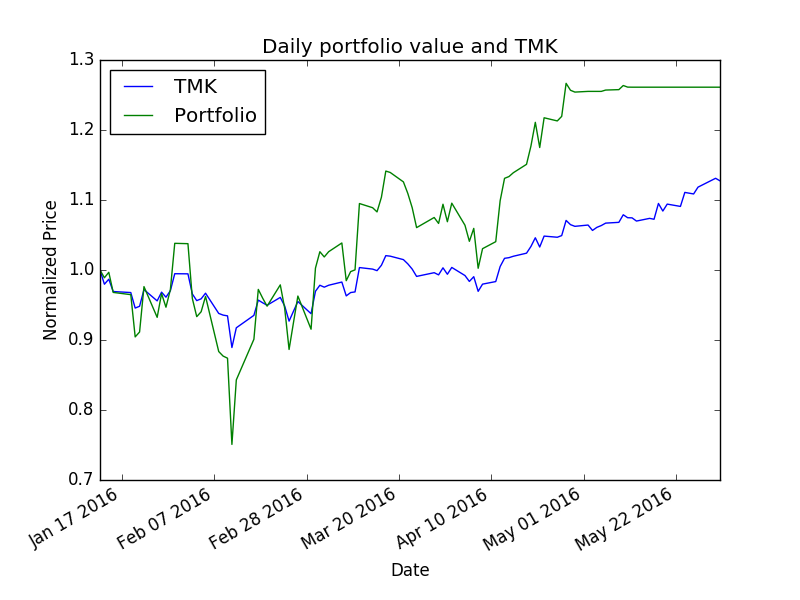 Daily portfolio value and TMK
TMK
Portfolio
1.3
1.2
1.1
1.0
0.9
0.8
0.7
Normalized Price
Jan 17 2016
Feb 07 2016
Feb 28 2016
Mar 20 2016
Apr 10 2016
May 01 2016
May 22 2016
Date